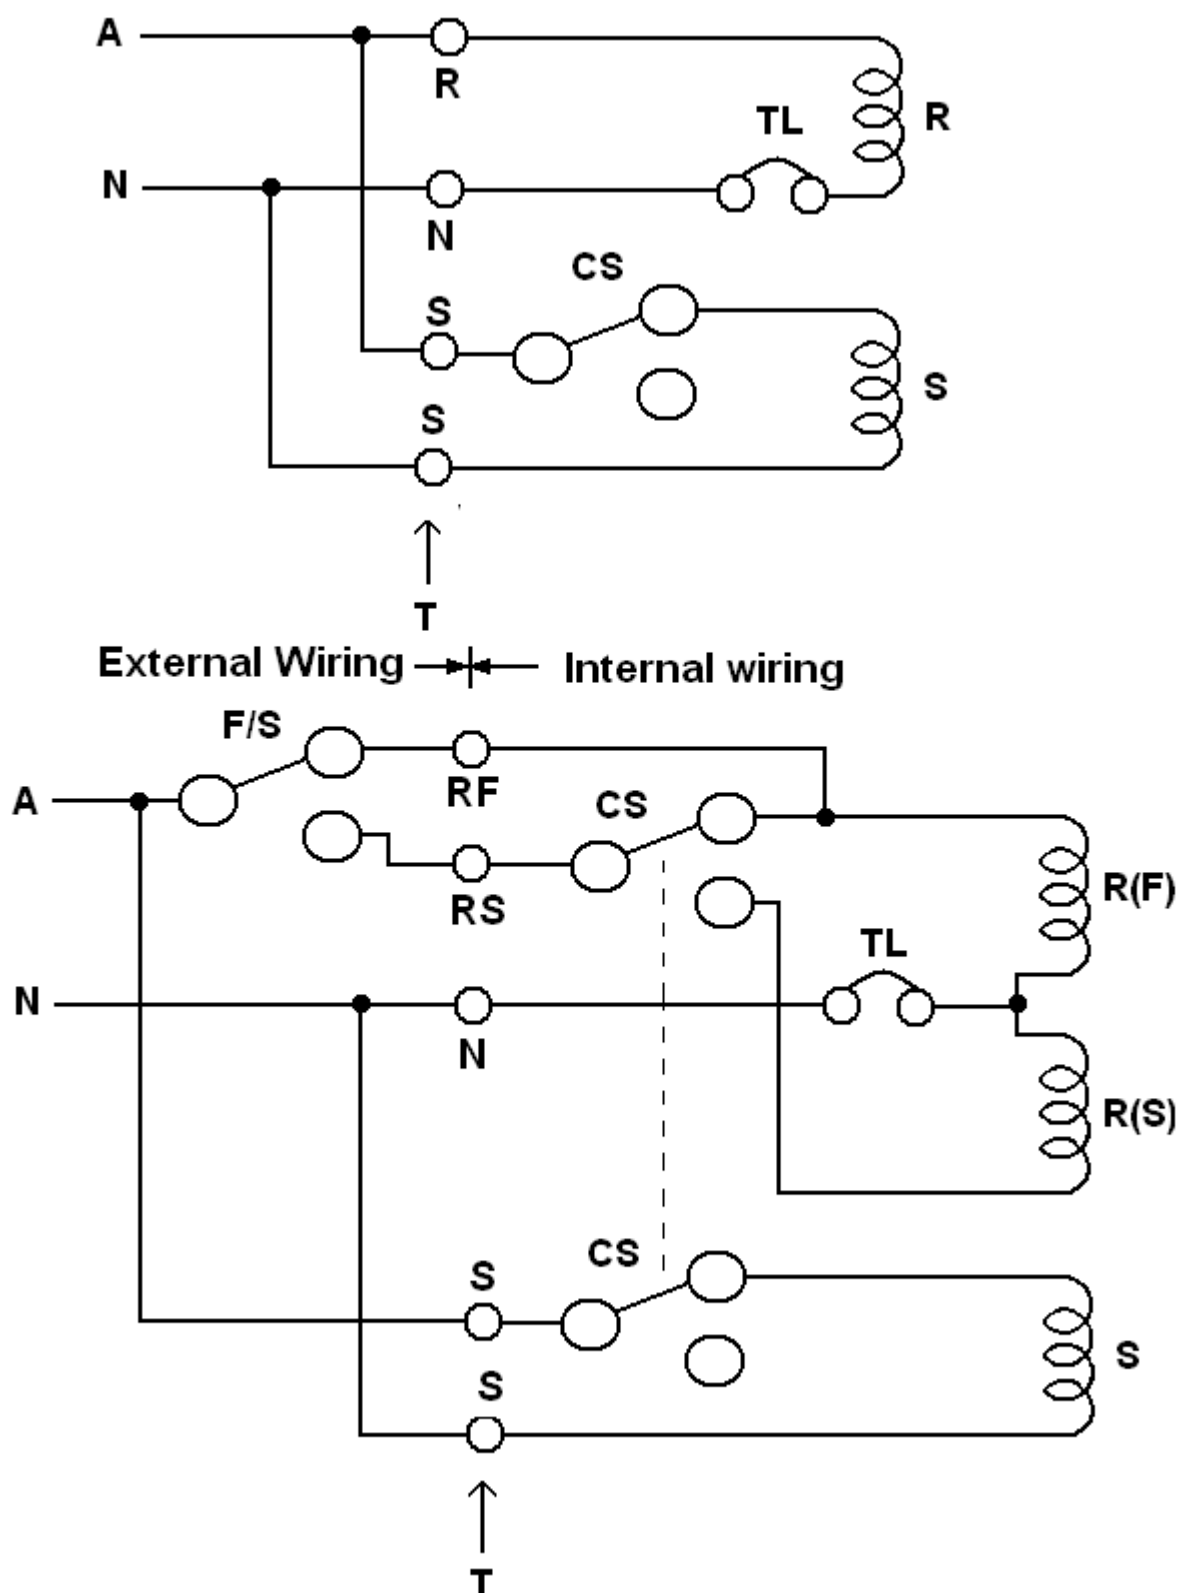 A
R
R
TL
N
N
CS
S
S
S
T
External Wiring
Internal wiring
F/S
A
RF
CS
RS
R(F)
TL
N
N
R(S)
CS
S
S
S
T